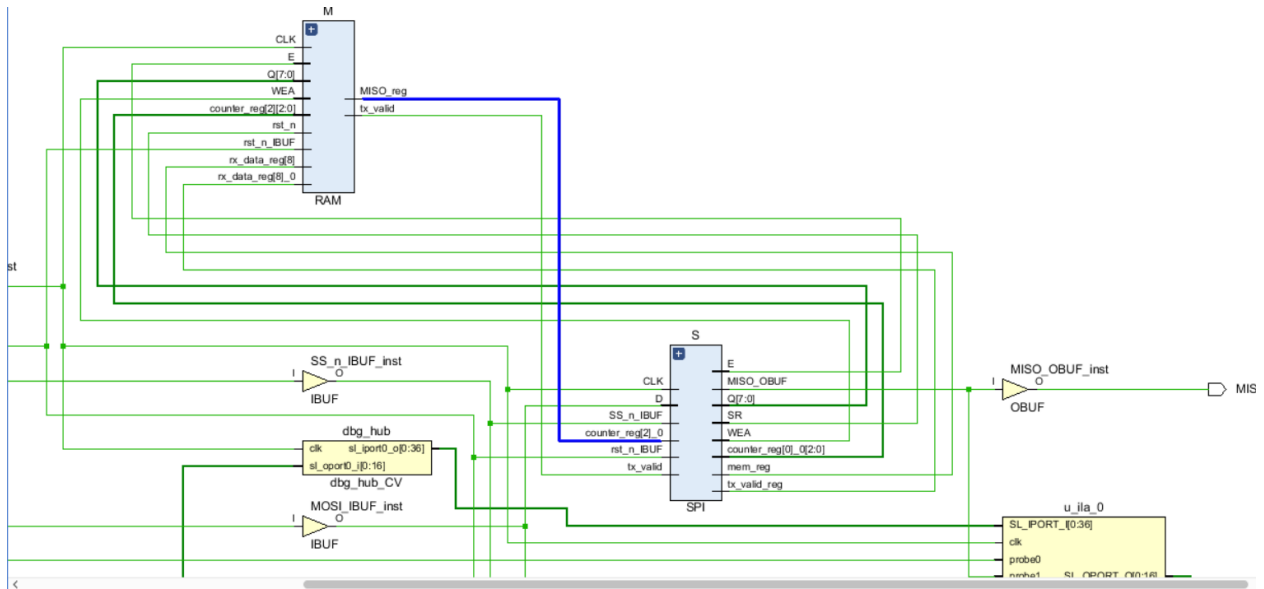 M
CLK
E
Q[7:0]
WEA
counter_reg[2][2:0]
rst_n
rst_n_IBUF
rx_data_reg[8]
rx_data_reg[8]_0
MISO_reg
tx_valid
RAM
st
SS_n_IBUF_inst
I
O
IBUF
dbg_hub
clk
sl_iport0_o[0:36]
sl_oport0_i[0:16]
dbg_hub_CV
MOSI_IBUF_inst
I
O
IBUF
S
CLK
D
SS_n_IBUF
counter_reg[2]_0
rst_n_IBUF
tx_valid
E
MISO_OBUF
Q[7:0]
SR
WEA
counter_reg[0]_0[2:0]
mem_reg
tx_valid_reg
SPI
MISO_OBUF_inst
I
O
OBUF
MIS
u_ila_0
SL_IPORT_I[0:36]
clk
probe0
probe1
SL_OPORT_O[0:16]